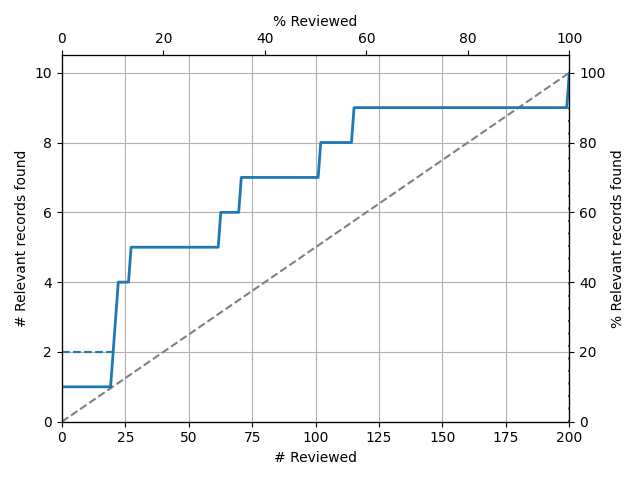 % Reviewed
0 20 40 60 80 100
10 100
8 80
6 60
4 40
2 20
0 0
0 25 50 75 100 125 150 175 200
# Reviewed
# Relevant records found
% Relevant records found